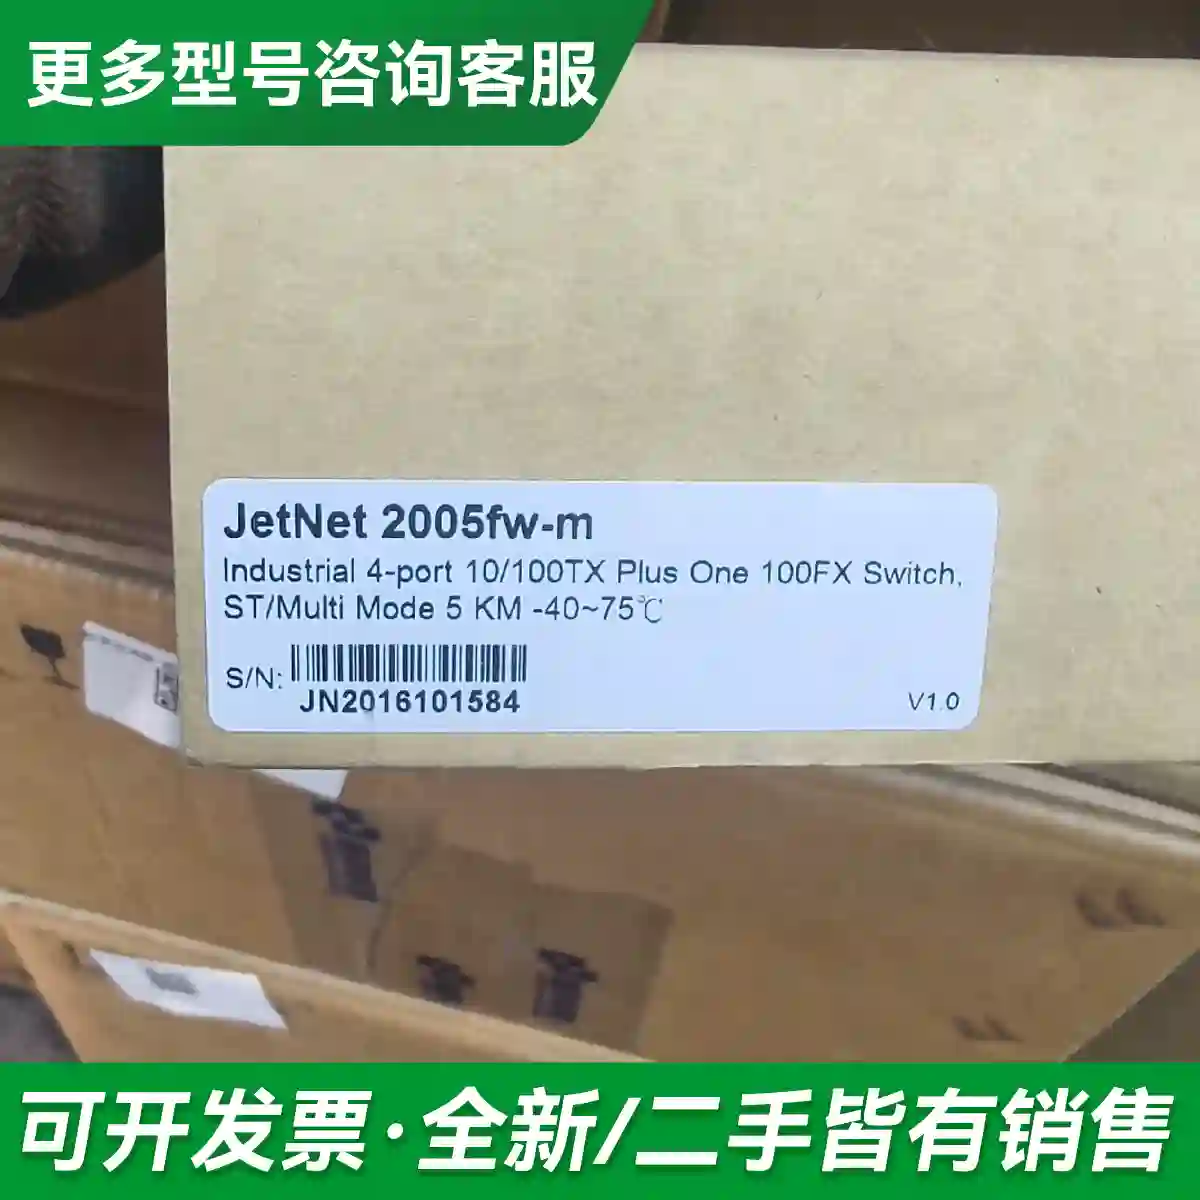 更多型号咨询客服
JetNet 2005fw-m
Industrial 4-port 10/100TX Plus One 100FX Switch,
ST/Multi Mode 5 KM -40~75℃
S/N:
JN2016101584
V1.0
可开发票·全新/二手皆有销售